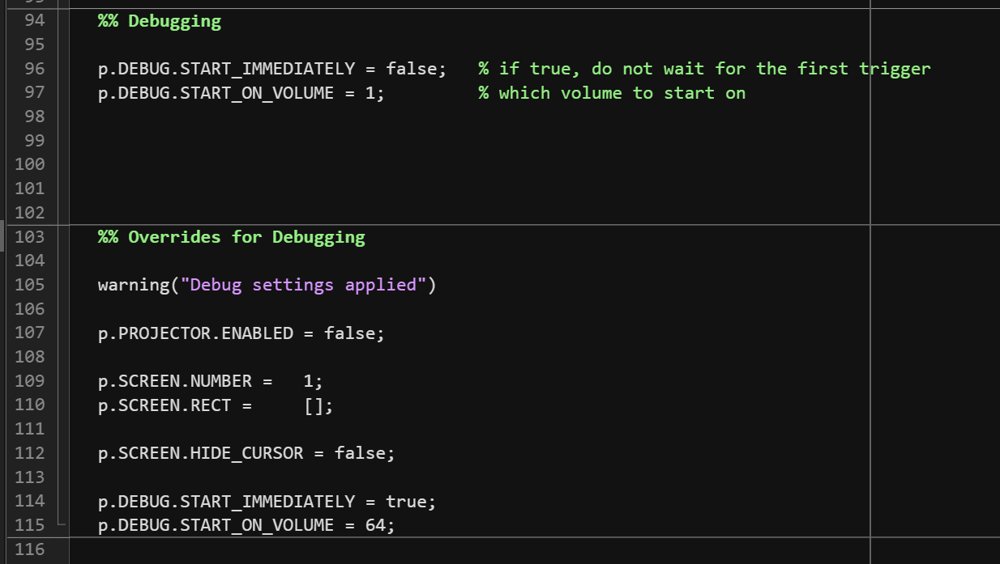 94 %% Debugging
95
96 p.DEBUG.START_IMMEDIATELY = false;   % if true, do not wait for the first trigger
97 p.DEBUG.START_ON_VOLUME = 1;         % which volume to start on
98
99
100
101
102
103 %% Overrides for Debugging
104
105 warning("Debug settings applied")
106
107 p.PROJECTOR.ENABLED = false;
108
109 p.SCREEN.NUMBER =   1;
110 p.SCREEN.RECT =     [];
111
112 p.SCREEN.HIDE_CURSOR = false;
113
114 p.DEBUG.START_IMMEDIATELY = true;
115 p.DEBUG.START_ON_VOLUME = 64;
116